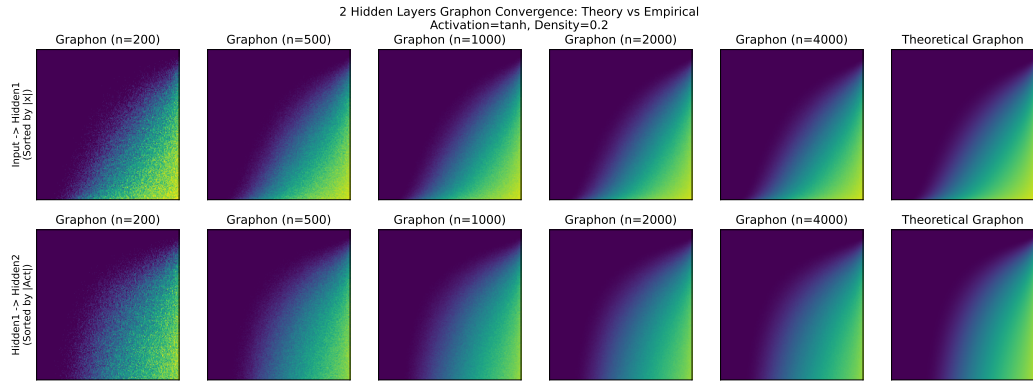 2 Hidden Layers Graphon Convergence: Theory vs Empirical
Activation=tanh, Density=0.2
Graphon (n=200)
Graphon (n=500)
Graphon (n=1000)
Graphon (n=2000)
Graphon (n=4000)
Theoretical Graphon
Input -> Hidden1
(Sorted by |x|)
Graphon (n=200)
Graphon (n=500)
Graphon (n=1000)
Graphon (n=2000)
Graphon (n=4000)
Theoretical Graphon
Hidden1 -> Hidden2
(Sorted by |Act|)